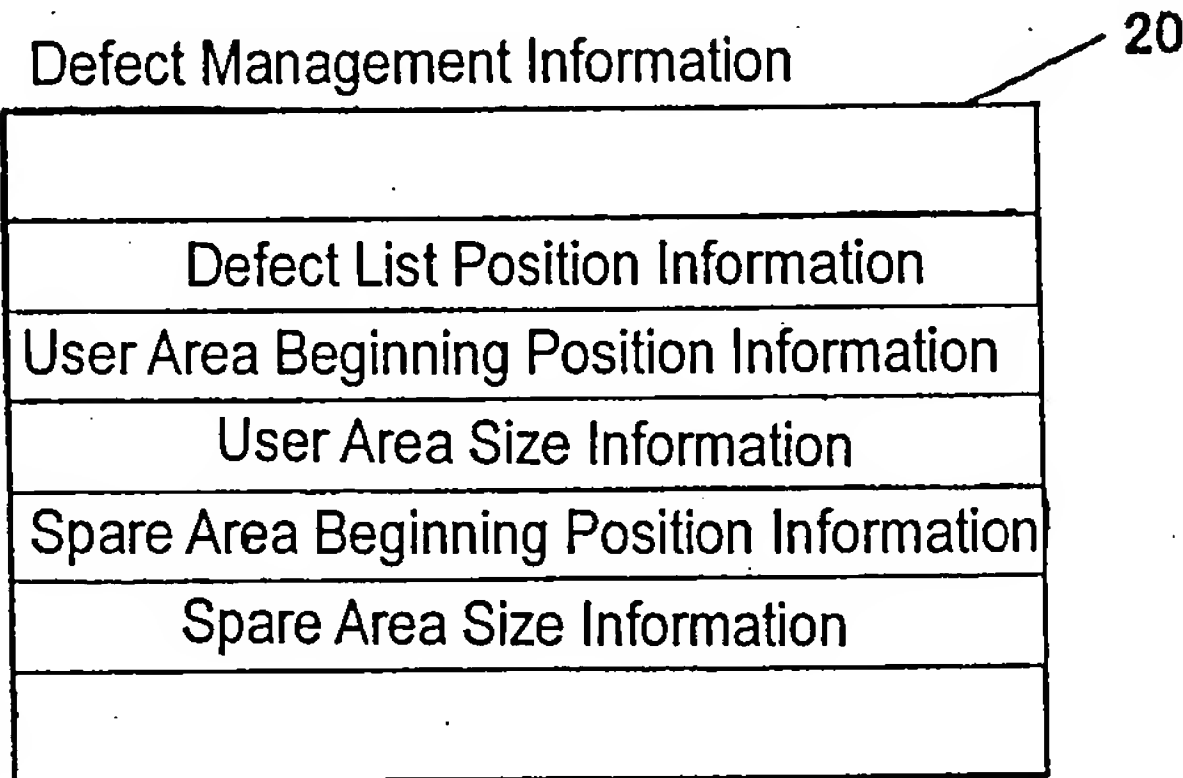 20
Defect Management Information
Defect List Position Information
User Area Beginning Position Information
User Area Size Information
Spare Area Beginning Position Information
Spare Area Size Information